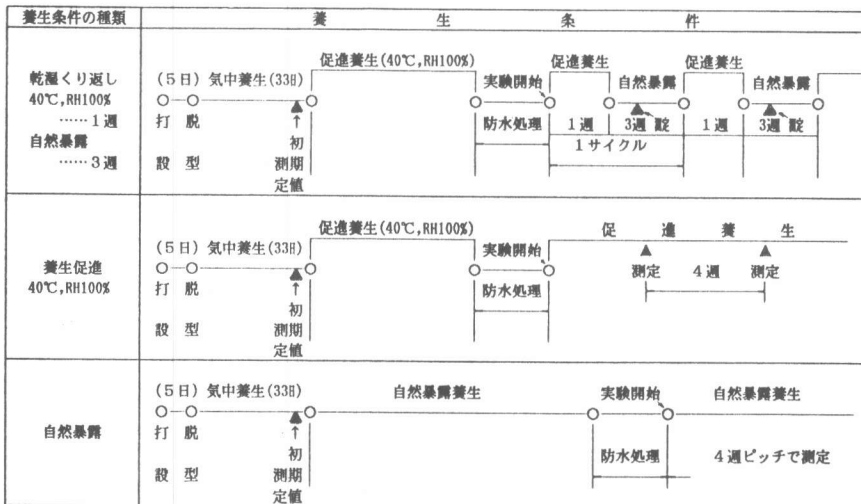 養生条件の種類
養生条件
乾湿くり返し
40℃,RH100%
……1週
自然暴露
……3週
促進養生(40℃,RH100%)
促進養生
促進養生
(5日) 気中養生(33日)
実験開始
自然暴露
自然暴露
打 脱
↑
防水処理
1週
3週
1週
3週
初
1サイクル
設 型
測期
定値
養生促進
40℃,RH100%
促進養生(40℃,RH100%)
促進養生
(5日) 気中養生(33日)
実験開始
測定 4週 測定
打 脱
↑
防水処理
初
設 型
測期
定値
自然暴露
(5日) 気中養生(33日)
自然暴露養生
実験開始
自然暴露養生
打 脱
↑
初
防水処理
4週ピッチで測定
設 型
測期
定値